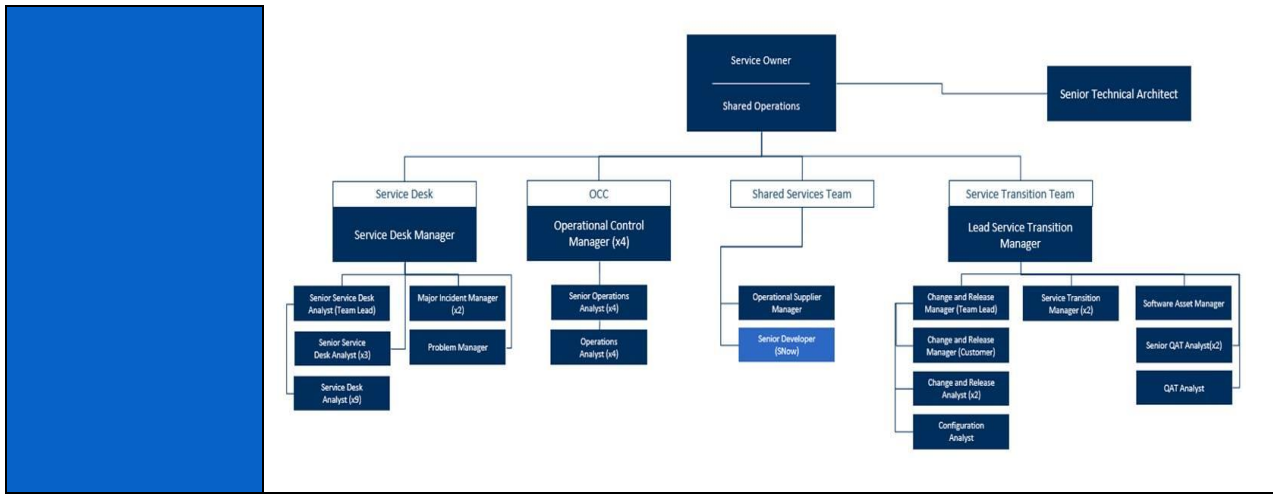 Service Owner
Shared Operations
Senior Technical Architect
Service Desk
Service Desk Manager
OCC
Operational Control
Manager (x4)
Shared Services Team
Service Transition Team
Lead Service Transition
Manager
Senior Service Desk
Analyst (Team Lead)
Major Incident Manager
(x2)
Senior Service
Desk Analyst (x3)
Problem Manager
Service Desk
Analyst (x9)
Senior Operations
Analyst (x4)
Operations
Analyst (x4)
Operational Supplier
Manager
Senior Developer
(SNow)
Change and Release
Manager (Team Lead)
Change and Release
Manager (Customer)
Change and Release
Analyst (x2)
Configuration
Analyst
Service Transition
Manager (x2)
Software Asset Manager
Senior QAT Analyst(x2)
QAT Analyst